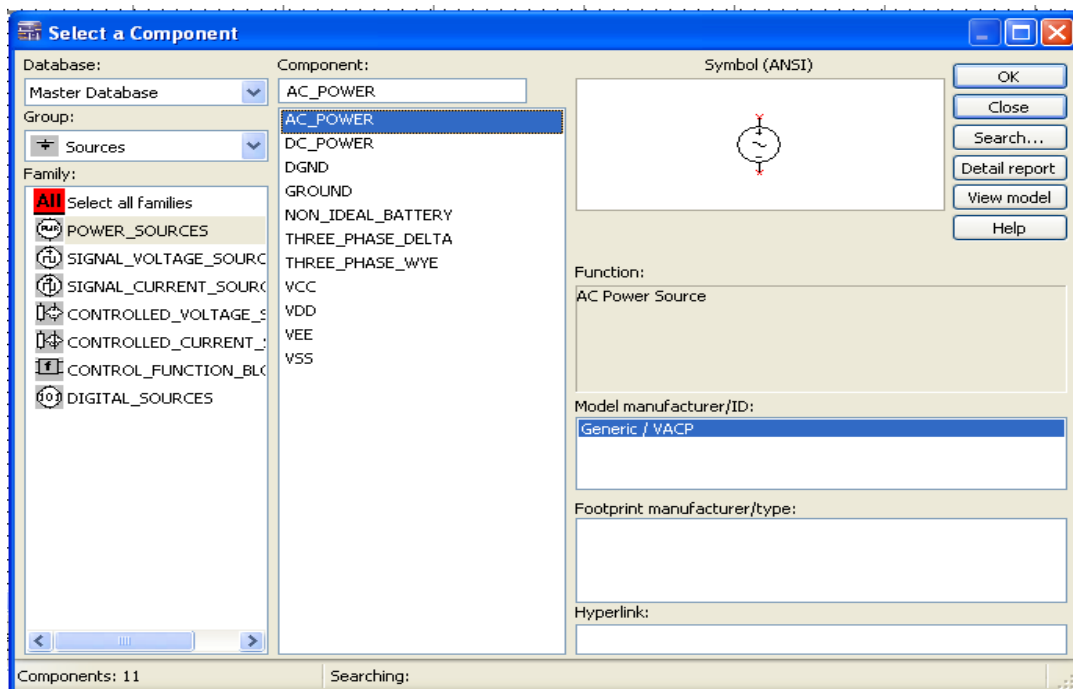 Select a Component
Database:
Master Database
Group:
Sources
Family:
All Select all families
POWER_SOURCES
SIGNAL_VOLTAGE_SOURC
SIGNAL_CURRENT_SOUR
CONTROLLED_VOLTAGE_S
CONTROLLED_CURRENT_
CONTROL_FUNCTION_BL
DIGITAL_SOURCES
Component:
AC_POWER
AC_POWER
DC_POWER
DGND
GROUND
NON_IDEAL_BATTERY
THREE_PHASE_DELTA
THREE_PHASE_WYE
VCC
VDD
VEE
VSS
Symbol (ANSI)
OK
Close
Search...
Detail report
View model
Help
Function:
AC Power Source
Model manufacturer/ID:
Generic / VACP
Footprint manufacturer/type:
Hyperlink:
Components: 11
Searching: